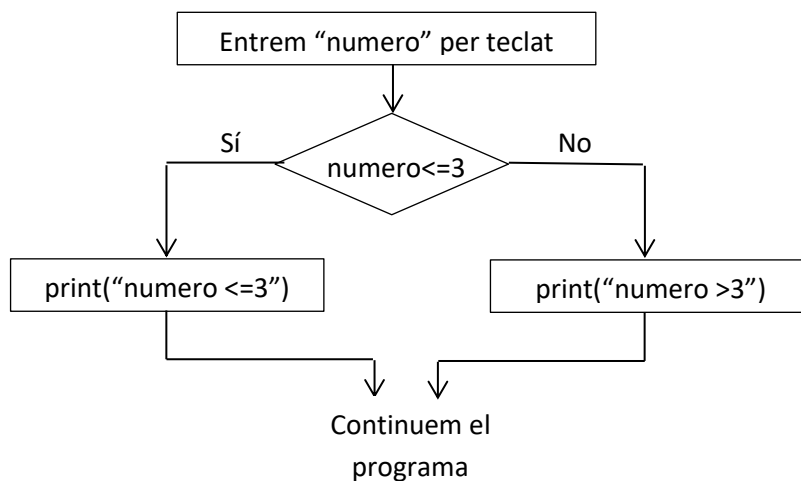 Entrem “numero” per teclat
Sí
No
numero<=3
print(“numero <=3”)
print(“numero >3”)
Continuem el
programa